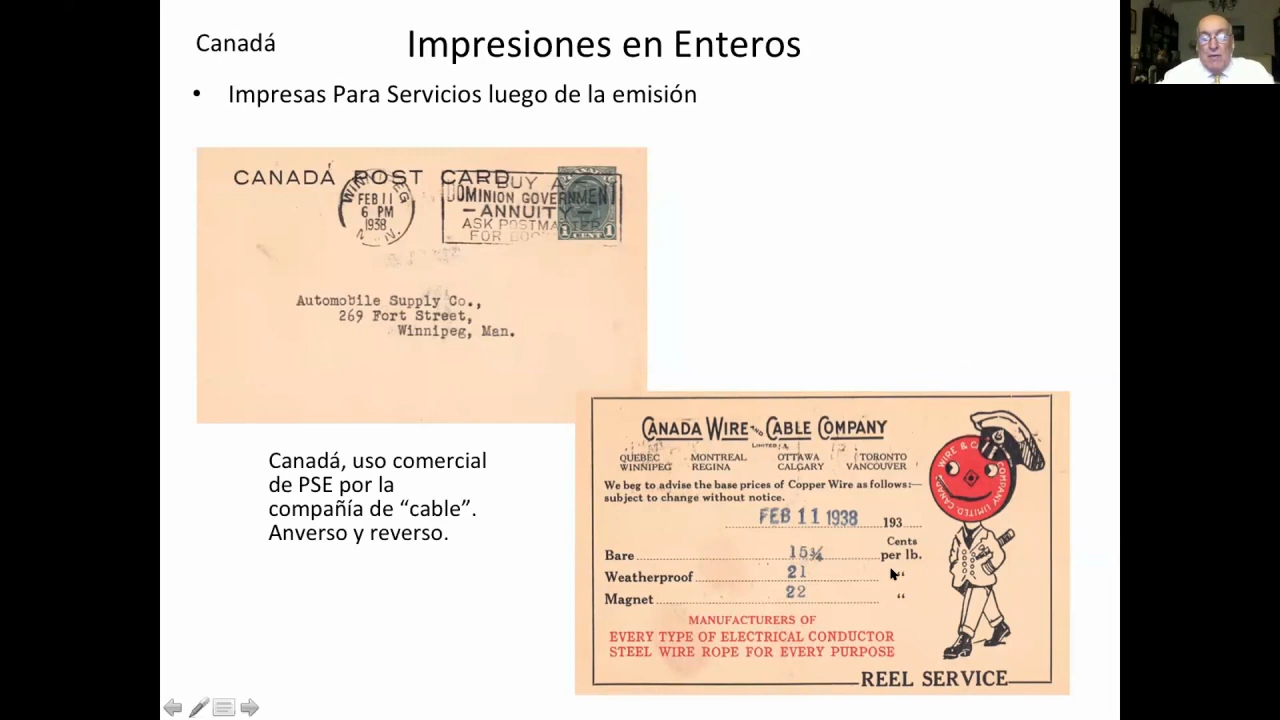 Canadá
Impresiones en Enteros
• Impresas Para Servicios luego de la emisión
CANADA POST CARD
WINNIPEG
FEB 11
6 PM
1938
BUY A
DOMINION GOVERNMENT
—ANNUITY—
ASK POSTMASTER
FOR
CANADA
1 CENT 1
Automobile Supply Co.,
269 Fort Street,
Winnipeg, Man.
Canadá, uso comercial
de PSE por la
compañía de “cable”.
Anverso y reverso.
CANADA WIRE AND CABLE COMPANY
LIMITED
QUEBEC MONTREAL OTTAWA TORONTO
WINNIPEG REGINA CALGARY VANCOUVER
We beg to advise the base prices of Copper Wire as follows:—
subject to change without notice.
FEB 11 1938 193
Cents
Bare 15¾ per lb.
Weatherproof 21 “
Magnet 22 “
MANUFACTURERS OF
EVERY TYPE OF ELECTRICAL CONDUCTOR
STEEL WIRE ROPE FOR EVERY PURPOSE
REEL SERVICE
WIRE & CABLE COMPANY LIMITED. CANADA